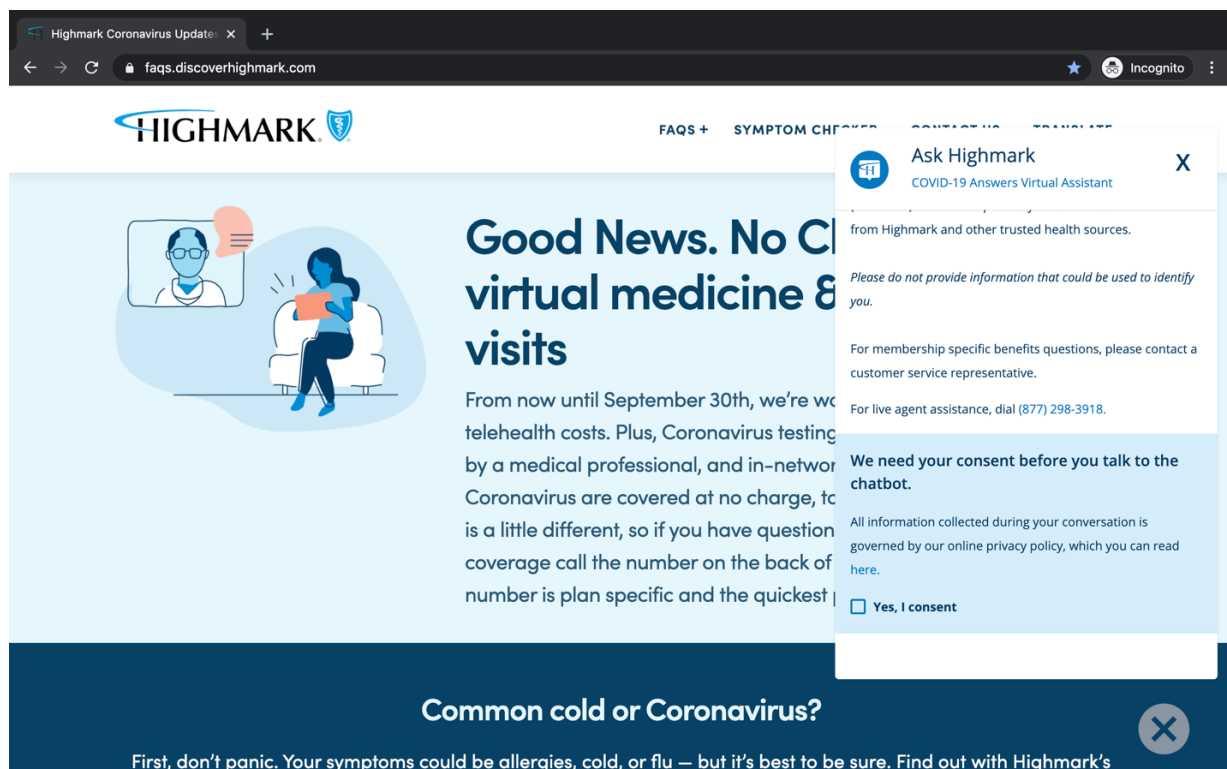 Highmark Coronavirus Updates
faqs.discoverhighmark.com
Incognito
HIGHMARK.
FAQS +
SYMPTOM CHECKER
CONTACT US
TRANSLATE
Good News. No
virtual medicine &
visits
From now until September 30th, we're
telehealth costs. Plus, Coronavirus testing
by a medical professional, and
Coronavirus are covered at no charge,
is a little different, so if you have question
coverage call the number on the back of
number is plan specific and the quickest
Ask Highmark
X
COVID-19 Answers Virtual Assistant
from Highmark and other trusted health sources.
Please do not provide information that could be used to identify
you.
For membership specific benefits questions, please contact a
customer service representative.
For live agent assistance, dial (877) 298-3918.
We need your consent before you talk to the
chatbot.
All information collected during your conversation is
governed by our online privacy policy, which you can read
here.
Yes, I consent
Common cold or Coronavirus?
First, don't panic. Your symptoms could be allergies, cold, or flu — but it's best to be sure. Find out with Highmark's